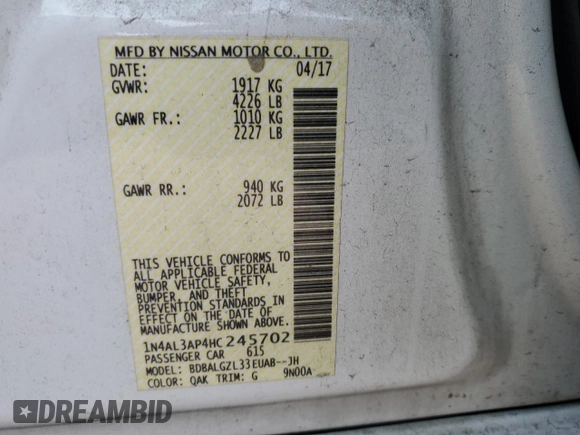 MFD BY NISSAN MOTOR CO., LTD.
DATE: 04/17
GVWR: 1917 KG
4226 LB
GAWR FR.: 1010 KG
2227 LB
GAWR RR.: 940 KG
2072 LB
THIS VEHICLE CONFORMS TO
ALL APPLICABLE FEDERAL
MOTOR VEHICLE SAFETY,
BUMPER, AND THEFT
PREVENTION STANDARDS IN
EFFECT ON THE DATE OF
MANUFACTURE SHOWN ABOVE.
1N4AL3AP4HC245702
PASSENGER CAR 615
MODEL: BDBALGZL33EUAB--JH
COLOR: QAK TRIM: G 9N00A
DREAMBID